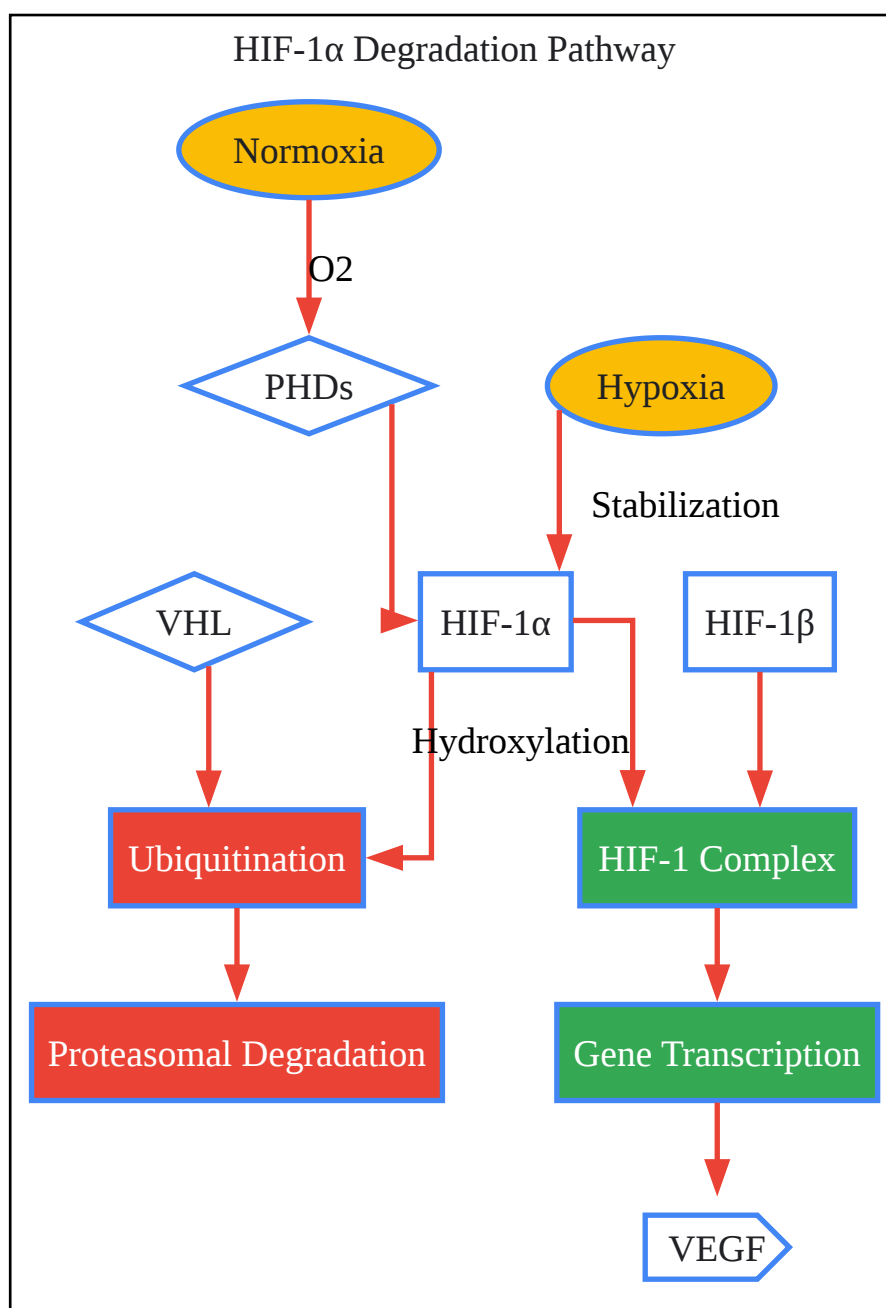 HIF-1α Degradation Pathway
Normoxia
O2
PHDs
Hypoxia
Stabilization
VHL
HIF-1α
HIF-1β
Hydroxylation
Ubiquitination
HIF-1 Complex
Proteasomal Degradation
Gene Transcription
VEGF